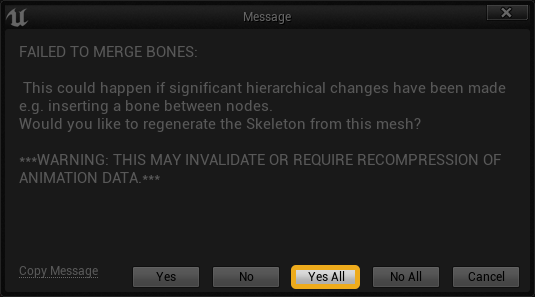 Message
FAILED TO MERGE BONES:
This could happen if significant hierarchical changes have been made
e.g. inserting a bone between nodes.
Would you like to regenerate the Skeleton from this mesh?
***WARNING: THIS MAY INVALIDATE OR REQUIRE RECOMPRESSION OF
ANIMATION DATA.***
Copy Message
Yes
No
Yes All
No All
Cancel